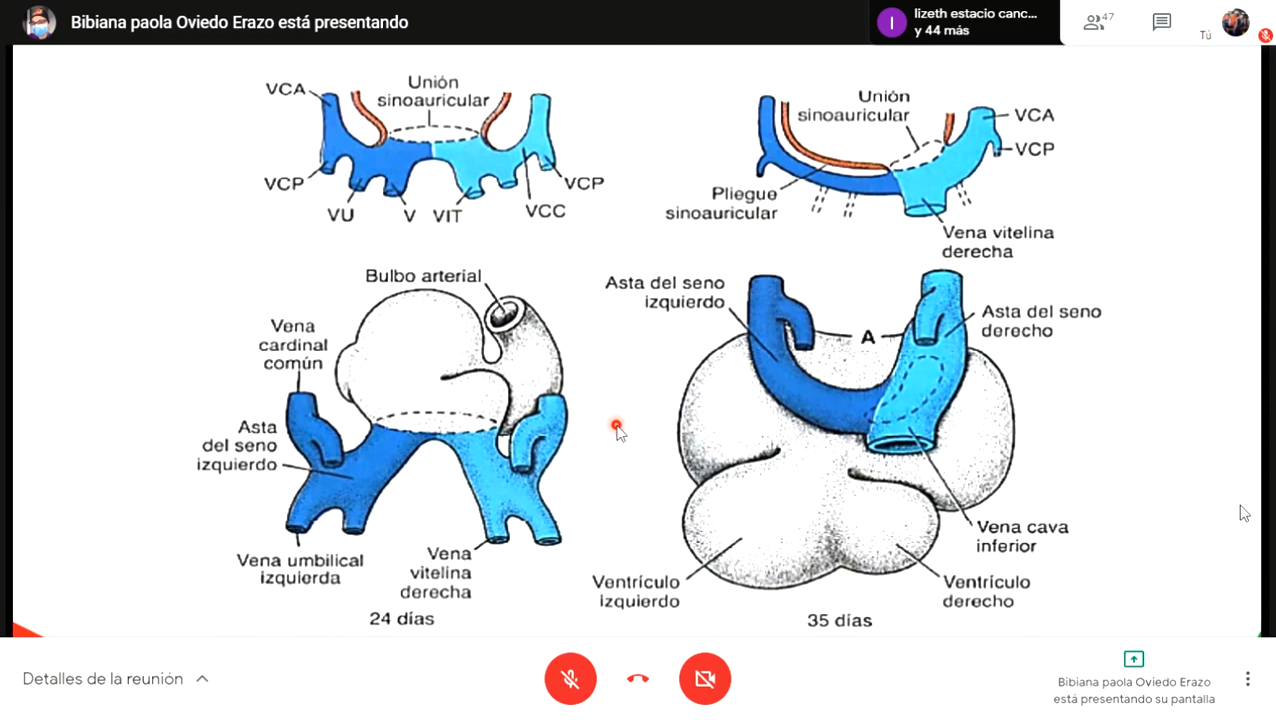 Bibiana paola Oviedo Erazo está presentando
I
lizeth estacio canc...
y 44 más
47
Tú
VCA
Unión
sinoauricular
VCP
VU
V
VIT
VCC
VCP
Unión
sinoauricular
VCA
VCP
Pliegue
sinoauricular
Vena vitelina
derecha
Bulbo arterial
Vena
cardinal
común
Asta
del seno
izquierdo
Vena umbilical
izquierda
Vena
vitelina
derecha
24 días
Asta del seno
izquierdo
A
Asta del seno
derecho
Vena cava
inferior
Ventrículo
izquierdo
Ventrículo
derecho
35 días
Detalles de la reunión
Bibiana paola Oviedo Erazo
está presentando su pantalla